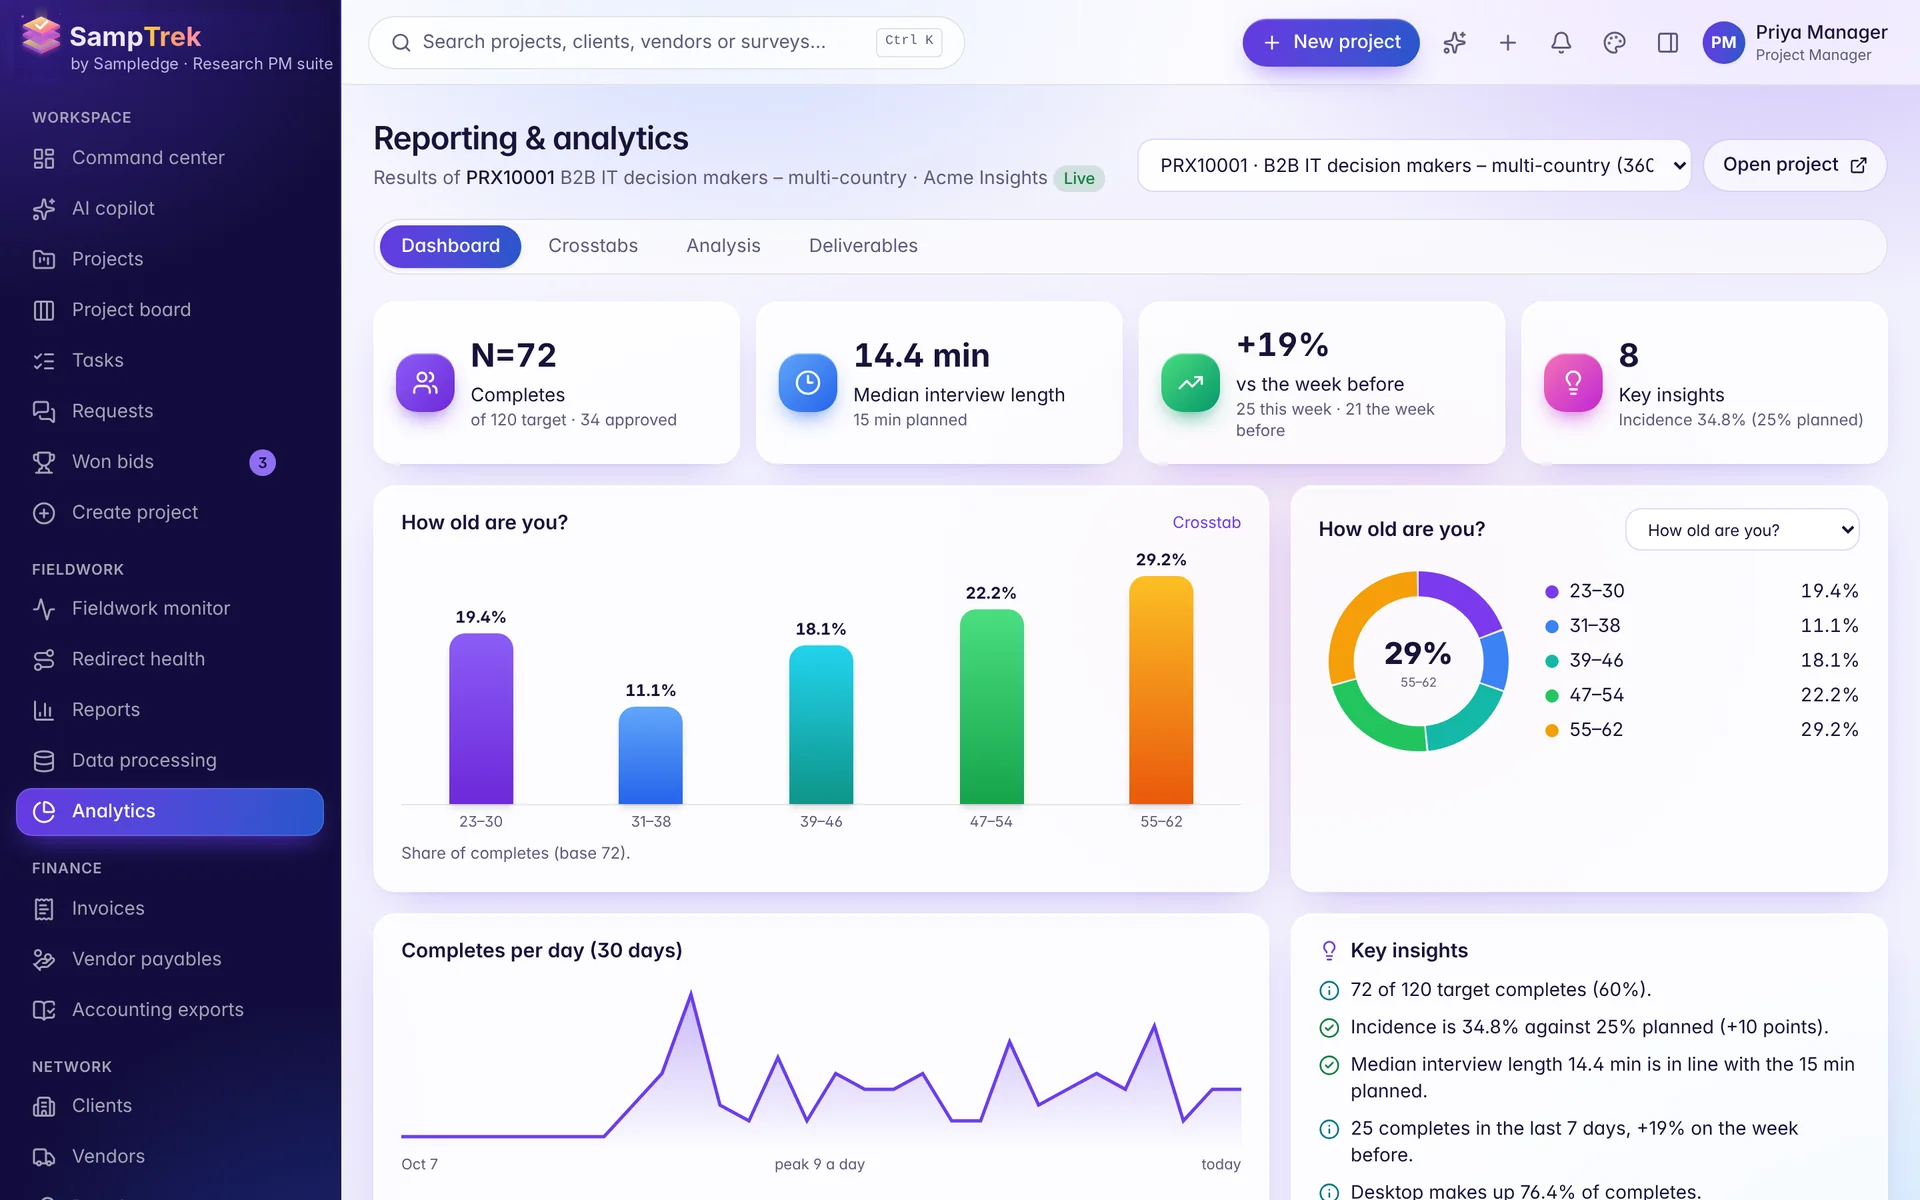 SampTrek
by Sampledge · Research PM suite
WORKSPACE
Command center
AI copilot
Projects
Project board
Tasks
Requests
Won bids
3
Create project
FIELDWORK
Fieldwork monitor
Redirect health
Reports
Data processing
Analytics
FINANCE
Invoices
Vendor payables
Accounting exports
NETWORK
Clients
Vendors
Search projects, clients, vendors or surveys...
Ctrl K
New project
PM
Priya Manager
Project Manager
Reporting & analytics
Results of PRX10001 B2B IT decision makers – multi-country · Acme Insights Live
PRX10001 · B2B IT decision makers – multi-country (360
Open project
Dashboard
Crosstabs
Analysis
Deliverables
N=72
Completes
of 120 target · 34 approved
14.4 min
Median interview length
15 min planned
+19%
vs the week before
25 this week · 21 the week
before
8
Key insights
Incidence 34.8% (25% planned)
How old are you?
Crosstab
19.4%
11.1%
18.1%
22.2%
29.2%
23–30
31–38
39–46
47–54
55–62
Share of completes (base 72).
How old are you?
How old are you?
29%
55–62
23–30 19.4%
31–38 11.1%
39–46 18.1%
47–54 22.2%
55–62 29.2%
Completes per day (30 days)
Oct 7
peak 9 a day
today
Key insights
72 of 120 target completes (60%).
Incidence is 34.8% against 25% planned (+10 points).
Median interview length 14.4 min is in line with the 15 min
planned.
25 completes in the last 7 days, +19% on the week
before.
Desktop makes up 76.4% of completes.